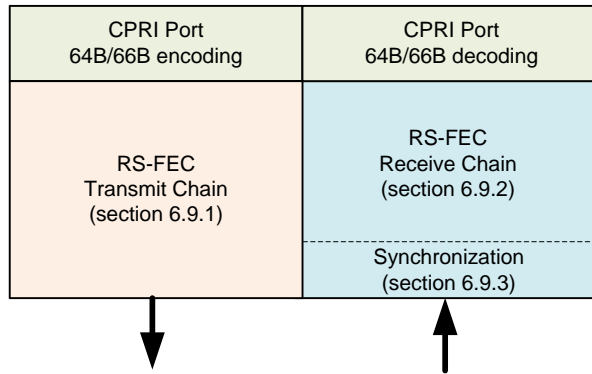 CPRI Port
64B/66B encoding
CPRI Port
64B/66B decoding
RS-FEC
Transmit Chain
(section 6.9.1)
RS-FEC
Receive Chain
(section 6.9.2)
Synchronization
(section 6.9.3)